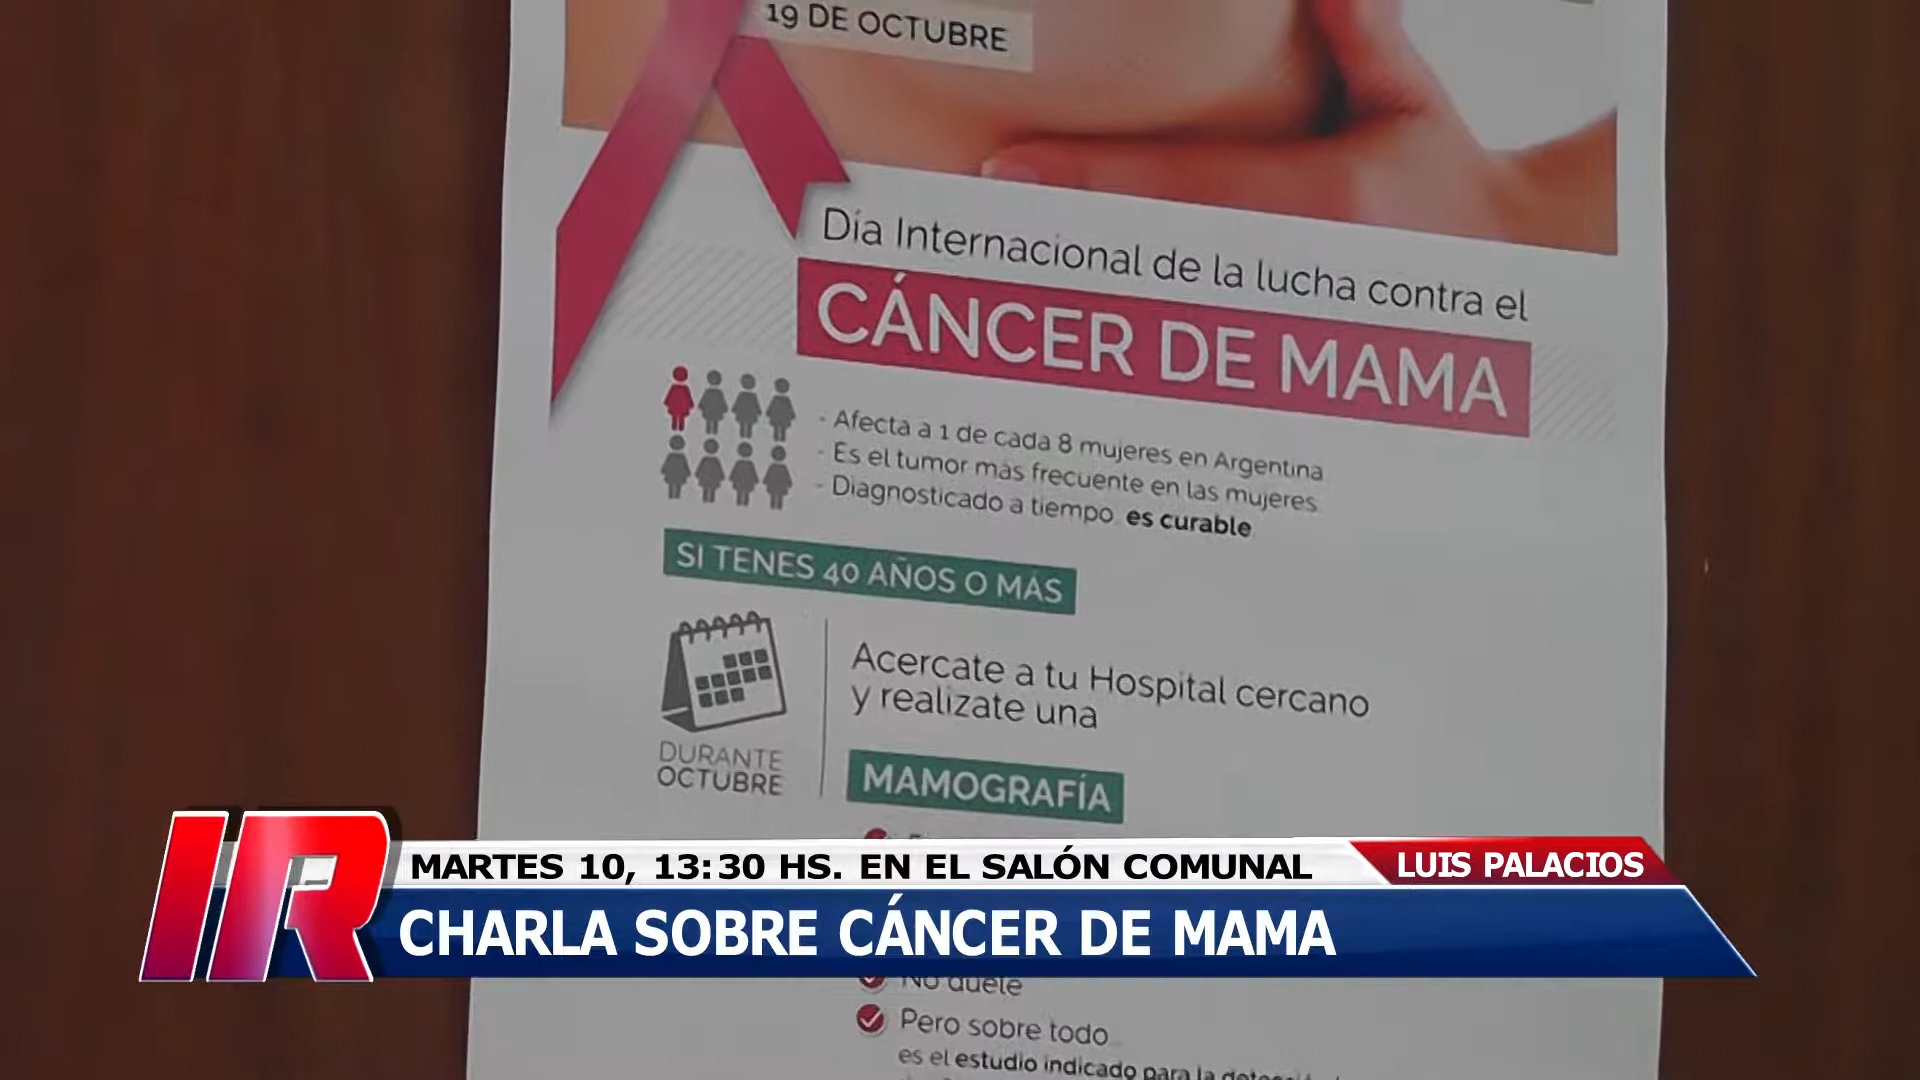 19 DE OCTUBRE
Día Internacional de la lucha contra el
CÁNCER DE MAMA
- Afecta a 1 de cada 8 mujeres en Argentina
- Es el tumor más frecuente en las mujeres
- Diagnosticado a tiempo es curable
SI TENES 40 AÑOS O MÁS
DURANTE
OCTUBRE
Acercate a tu Hospital cercano
y realizate una
MAMOGRAFÍA
IR
MARTES 10, 13:30 HS. EN EL SALÓN COMUNAL
LUIS PALACIOS
CHARLA SOBRE CÁNCER DE MAMA
No duele
Pero sobre todo
es el estudio indicado para la